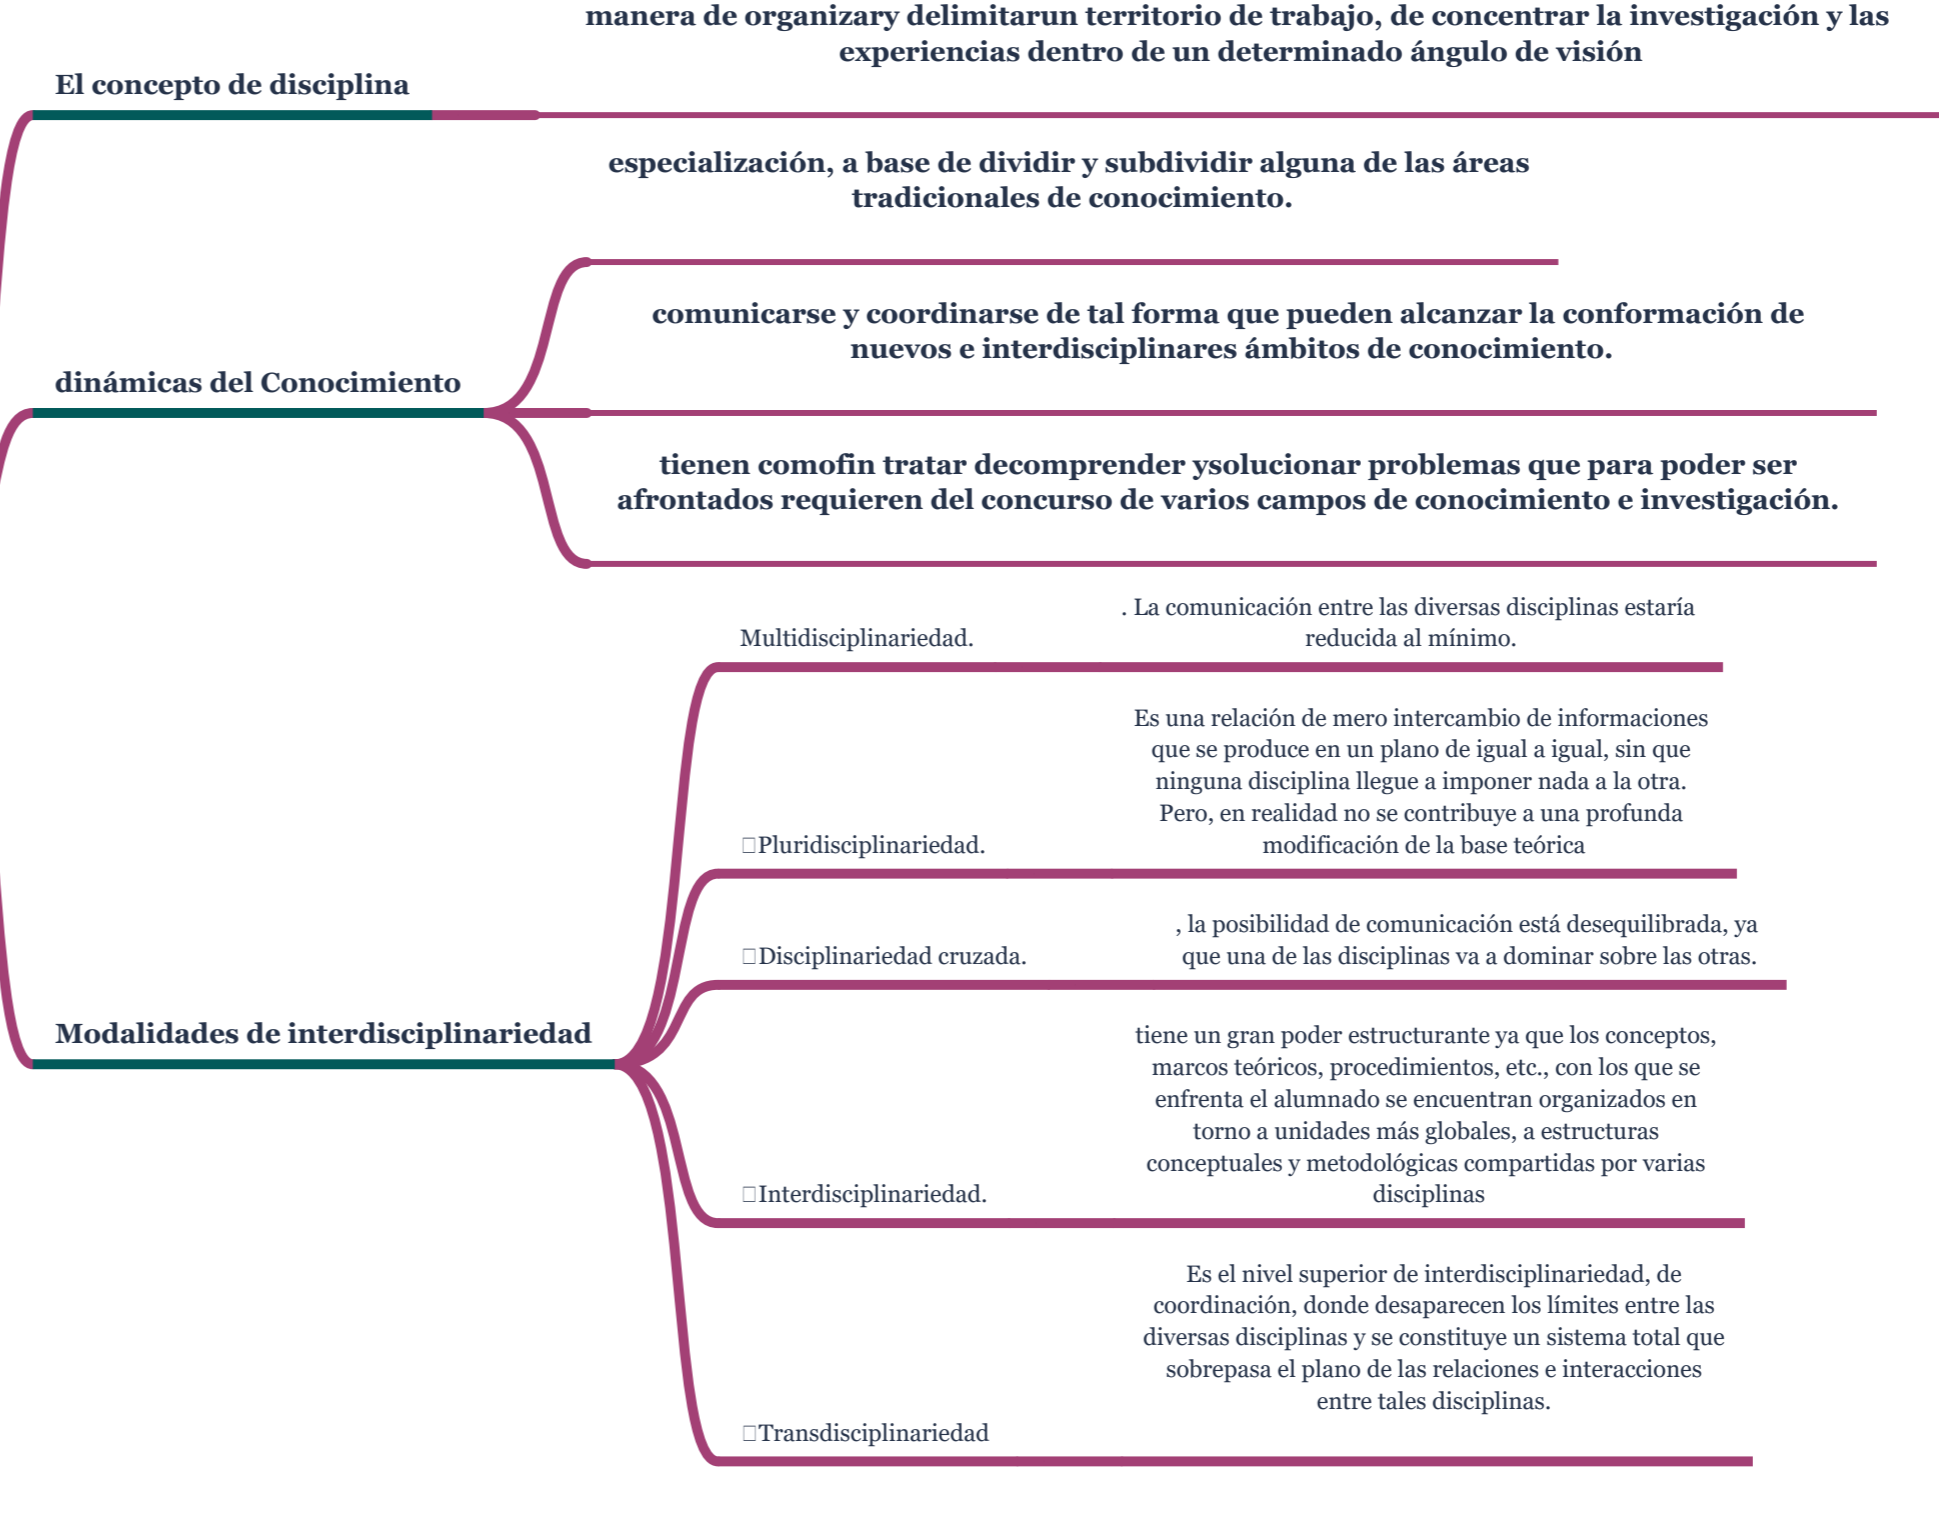 manera de organizary delimitarun territorio de trabajo, de concentrar la investigación y las
experiencias dentro de un determinado ángulo de visión
El concepto de disciplina
especialización, a base de dividir y subdividir alguna de las áreas
tradicionales de conocimiento.
comunicarse y coordinarse de tal forma que pueden alcanzar la conformación de
nuevos e interdisciplinares ámbitos de conocimiento.
dinámicas del Conocimiento
tienen comofin tratar decomprender ysolucionar problemas que para poder ser
afrontados requieren del concurso de varios campos de conocimiento e investigación.
. La comunicación entre las diversas disciplinas estaría
reducida al mínimo.
Multidisciplinariedad.
Es una relación de mero intercambio de informaciones
que se produce en un plano de igual a igual, sin que
ninguna disciplina llegue a imponer nada a la otra.
Pero, en realidad no se contribuye a una profunda
modificación de la base teórica
Pluridisciplinariedad.
, la posibilidad de comunicación está desequilibrada, ya
que una de las disciplinas va a dominar sobre las otras.
Disciplinariedad cruzada.
Modalidades de interdisciplinariedad
tiene un gran poder estructurante ya que los conceptos,
marcos teóricos, procedimientos, etc., con los que se
enfrenta el alumnado se encuentran organizados en
torno a unidades más globales, a estructuras
conceptuales y metodológicas compartidas por varias
disciplinas
Interdisciplinariedad.
Es el nivel superior de interdisciplinariedad, de
coordinación, donde desaparecen los límites entre las
diversas disciplinas y se constituye un sistema total que
sobrepasa el plano de las relaciones e interacciones
entre tales disciplinas.
Transdisciplinariedad